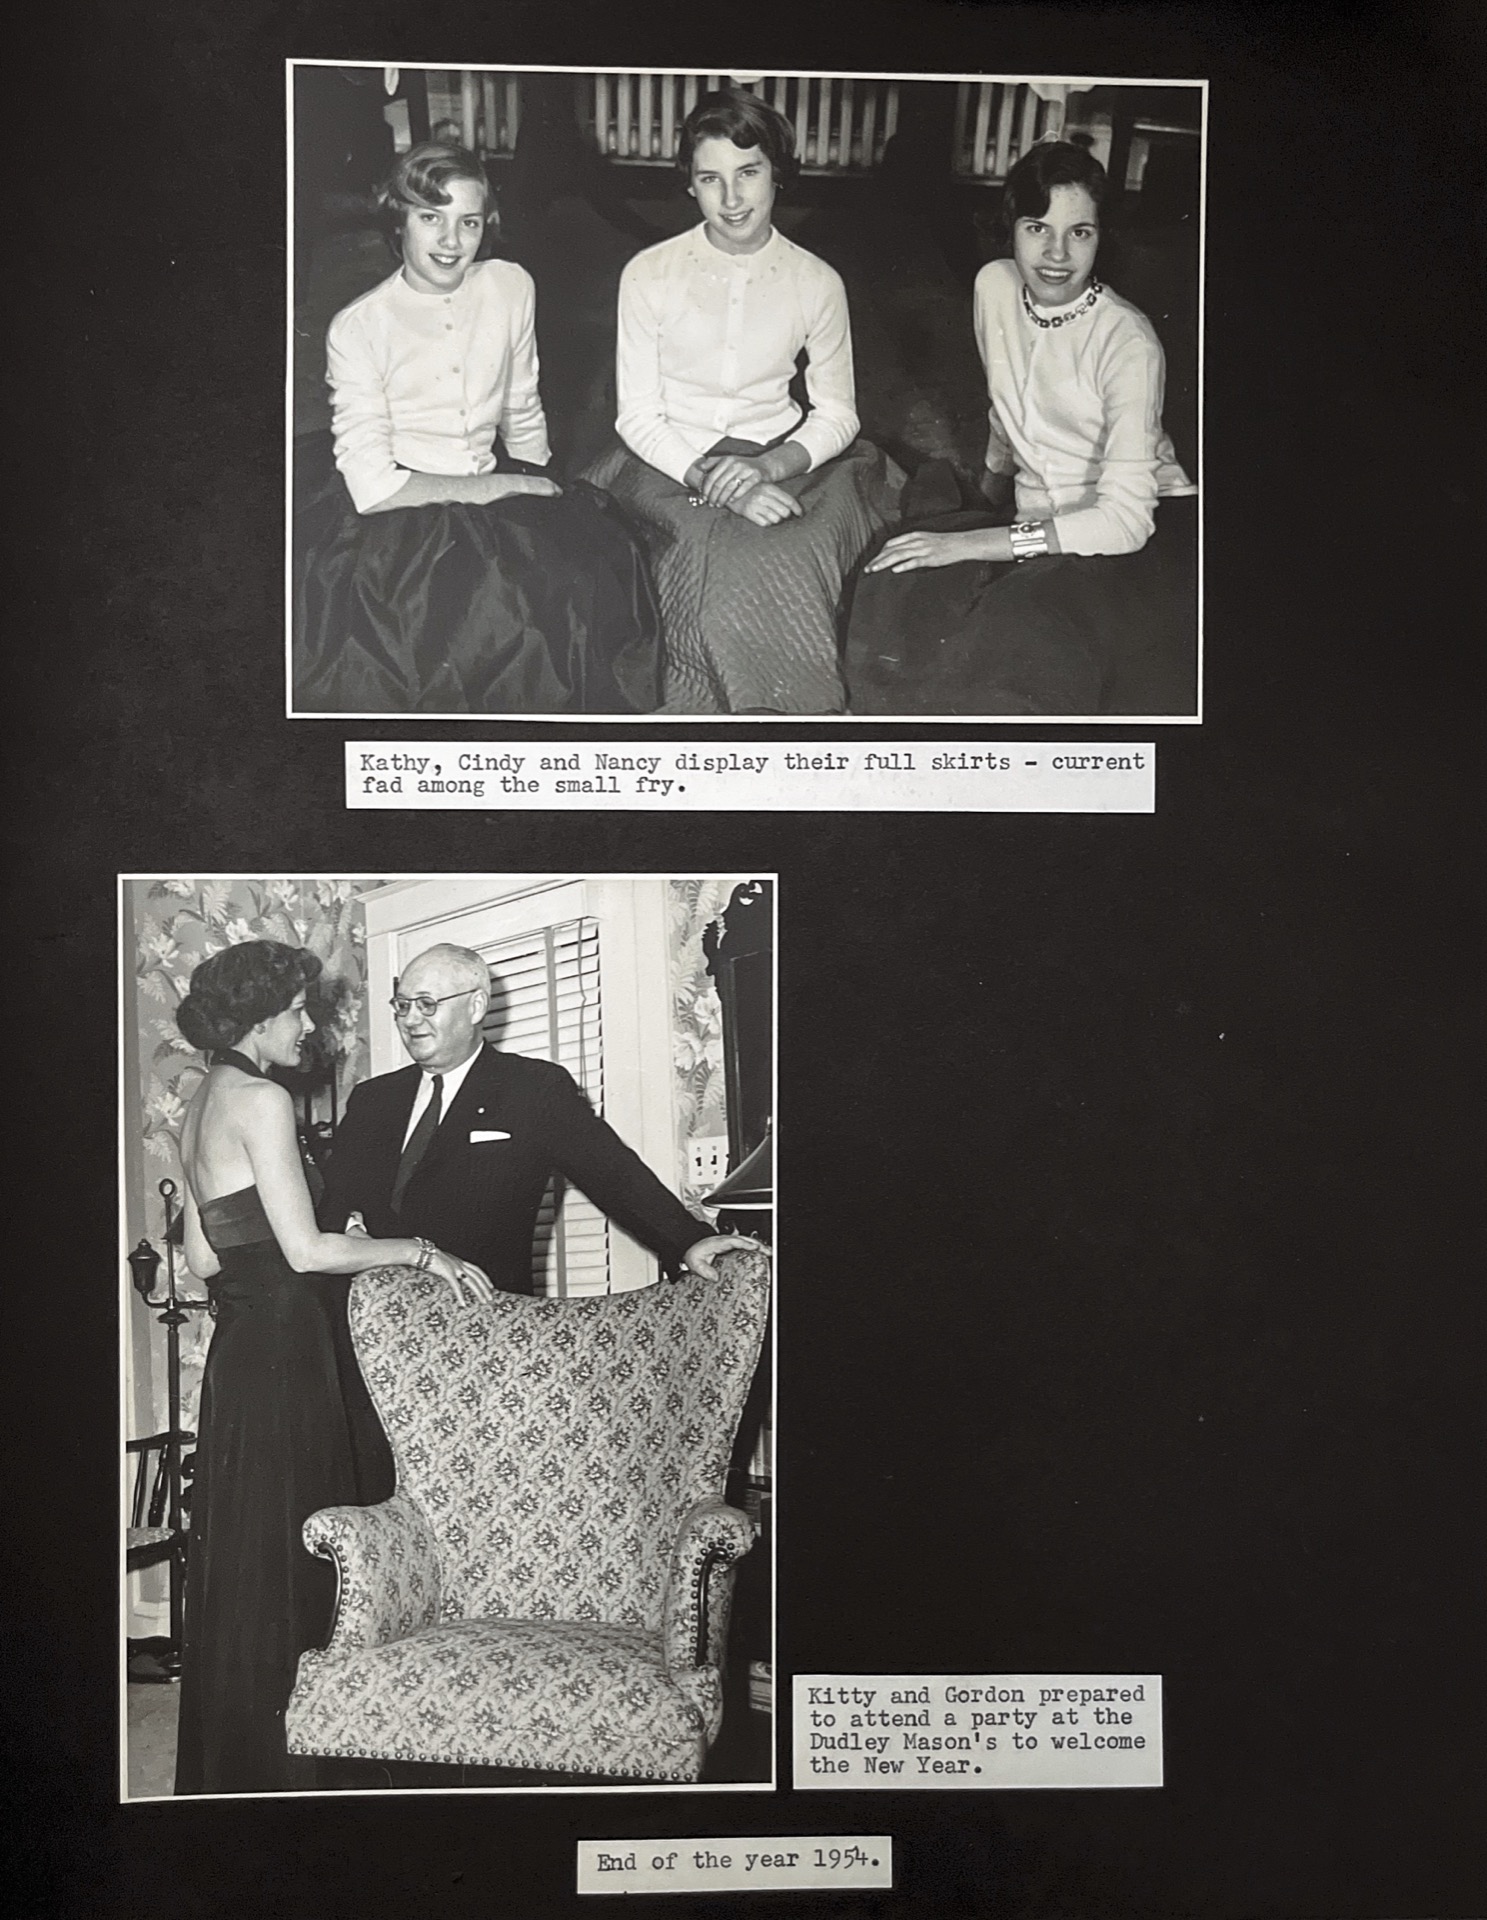 Kathy, Cindy and Nancy display their full skirts - current
fad among the small fry.
1 J
Kitty and Gordon prepared
to attend a party at the
Dudley Mason's to welcome
the New Year.
End of the year 1954.